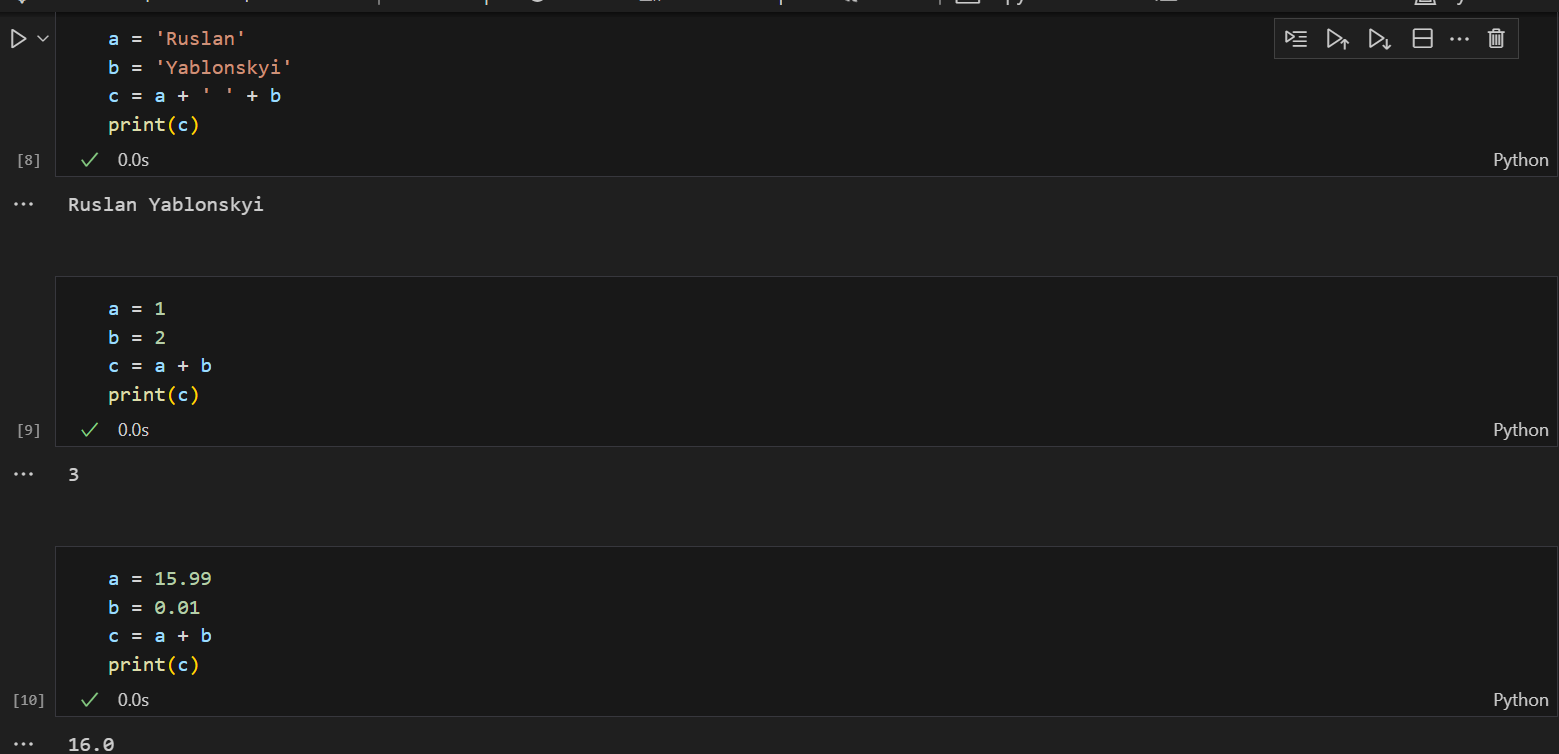 a = 'Ruslan'
b = 'Yablonskyi'
c = a + ' ' + b
print(c)
[8]
0.0s
Python
Ruslan Yablonskyi
a = 1
b = 2
c = a + b
print(c)
[9]
0.0s
Python
3
a = 15.99
b = 0.01
c = a + b
print(c)
[10]
0.0s
Python
16.0